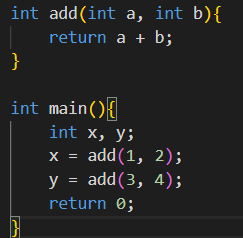 int add(int a, int b){
    return a + b;
}

int main(){
    int x, y;
    x = add(1, 2);
    y = add(3, 4);
    return 0;
}